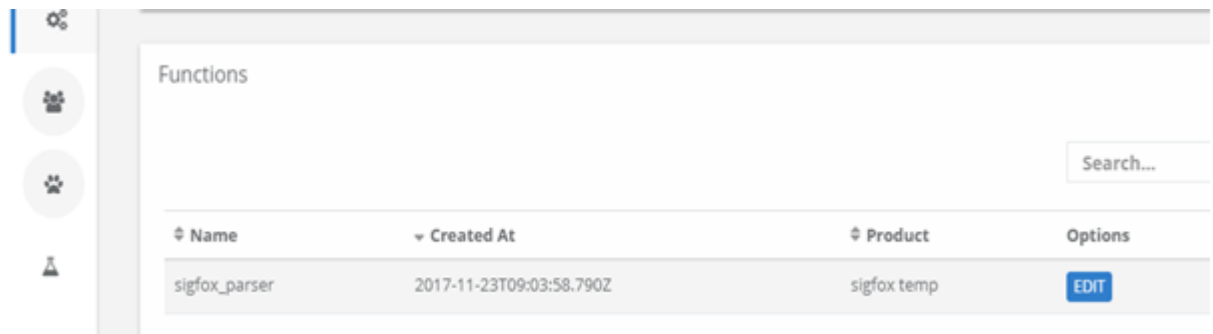 Functions
Search...
Name Created At Product Options
sigfox_parser 2017-11-23T09:03:58.790Z sigfox temp EDIT